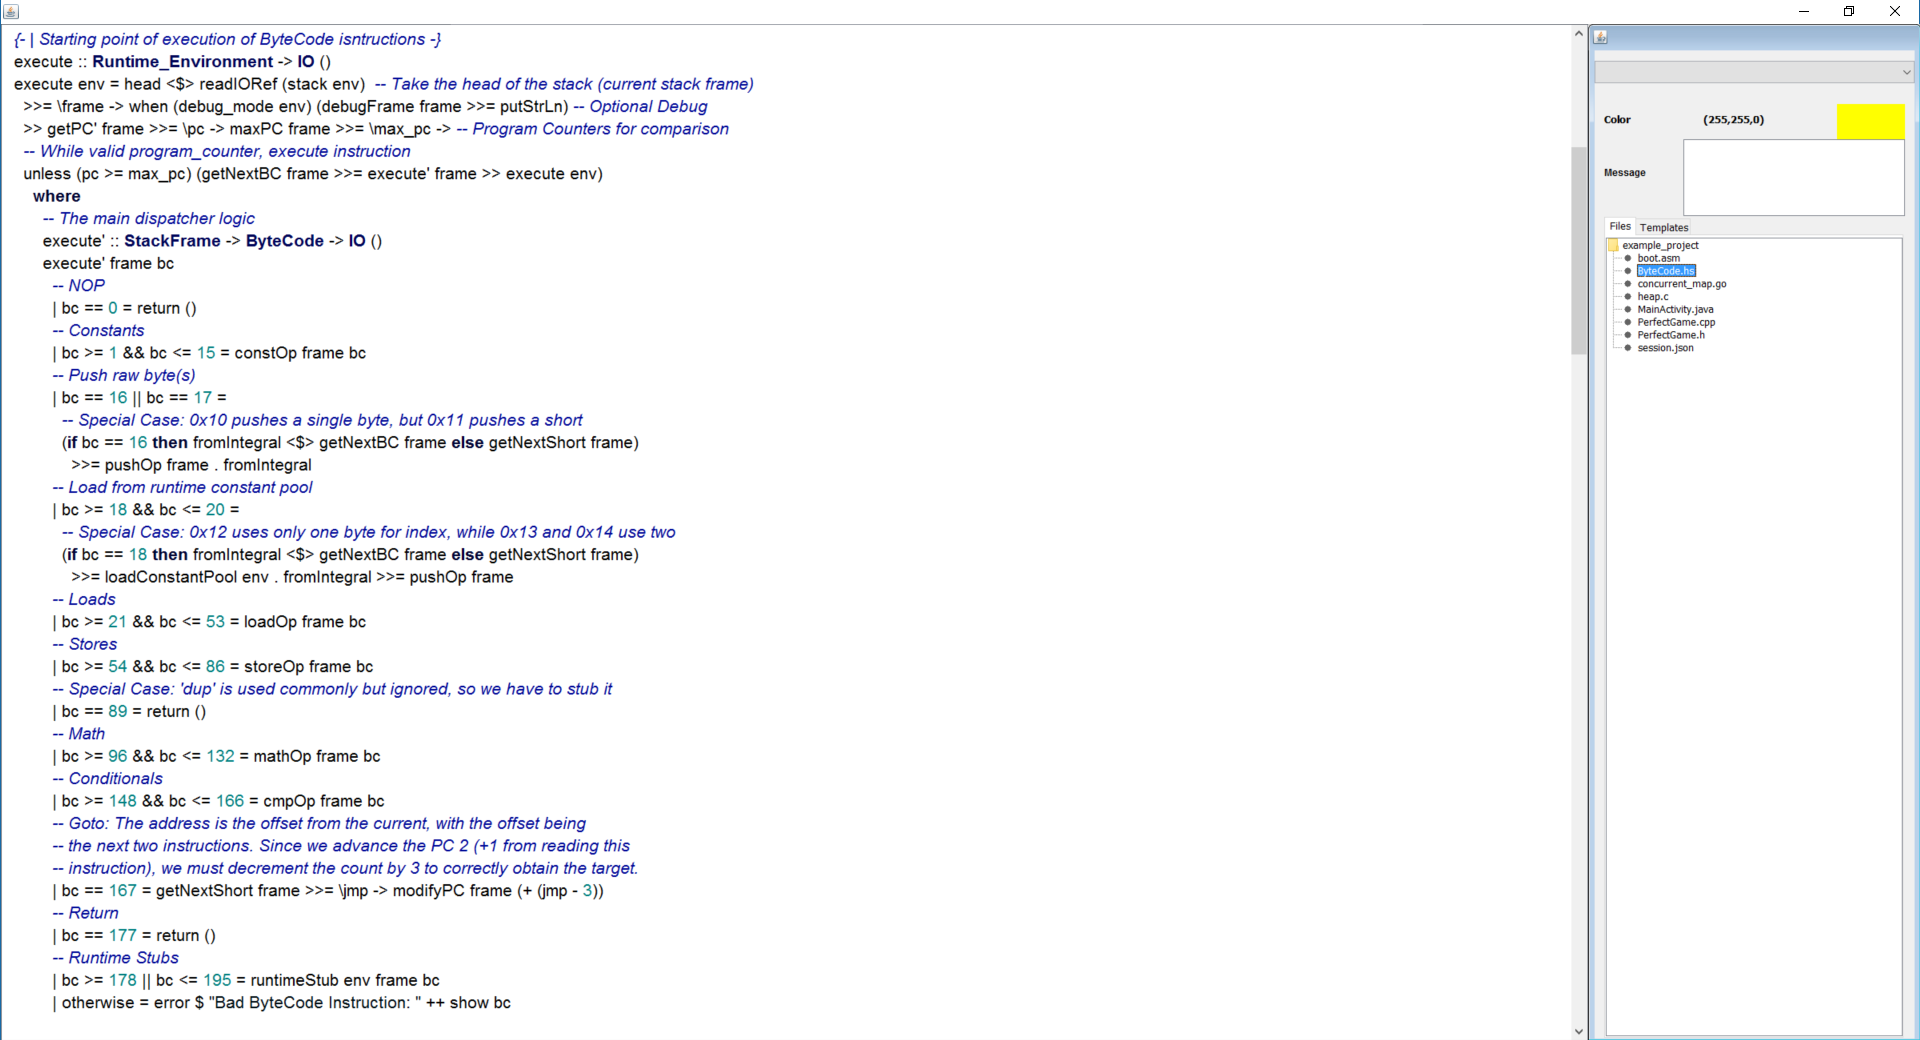 {- | Starting point of execution of ByteCode isntructions -}
execute :: Runtime_Environment -> IO ()
execute env = head <$> readIORef (stack env)  -- Take the head of the stack (current stack frame)
  >>= \frame -> when (debug_mode env) (debugFrame frame >>= putStrLn) -- Optional Debug
  >> getPC' frame >>= \pc -> maxPC frame >>= \max_pc -> -- Program Counters for comparison
  -- While valid program_counter, execute instruction
  unless (pc >= max_pc) (getNextBC frame >>= execute' frame >> execute env)
    where
      -- The main dispatcher logic
      execute' :: StackFrame -> ByteCode -> IO ()
      execute' frame bc
        -- NOP
        | bc == 0 = return ()
        -- Constants
        | bc >= 1 && bc <= 15 = constOp frame bc
        -- Push raw byte(s)
        | bc == 16 || bc == 17 =
          -- Special Case: 0x10 pushes a single byte, but 0x11 pushes a short
          (if bc == 16 then fromIntegral <$> getNextBC frame else getNextShort frame)
            >>= pushOp frame . fromIntegral
        -- Load from runtime constant pool
        | bc >= 18 && bc <= 20 =
          -- Special Case: 0x12 uses only one byte for index, while 0x13 and 0x14 use two
          (if bc == 18 then fromIntegral <$> getNextBC frame else getNextShort frame)
            >>= loadConstantPool env . fromIntegral >>= pushOp frame
        -- Loads
        | bc >= 21 && bc <= 53 = loadOp frame bc
        -- Stores
        | bc >= 54 && bc <= 86 = storeOp frame bc
        -- Special Case: 'dup' is used commonly but ignored, so we have to stub it
        | bc == 89 = return ()
        -- Math
        | bc >= 96 && bc <= 132 = mathOp frame bc
        -- Conditionals
        | bc >= 148 && bc <= 166 = cmpOp frame bc
        -- Goto: The address is the offset from the current, with the offset being
        -- the next two instructions. Since we advance the PC 2 (+1 from reading this
        -- instruction), we must decrement the count by 3 to correctly obtain the target.
        | bc == 167 = getNextShort frame >>= \jmp -> modifyPC frame (+ (jmp - 3))
        -- Return
        | bc == 177 = return ()
        -- Runtime Stubs
        | bc >= 178 || bc <= 195 = runtimeStub env frame bc
        | otherwise = error $ "Bad ByteCode Instruction: " ++ show bc
Color (255,255,0)
Message
Files Templates
example_project
boot.asm
ByteCode.hs
concurrent_map.go
heap.c
MainActivity.java
PerfectGame.cpp
PerfectGame.h
session.json